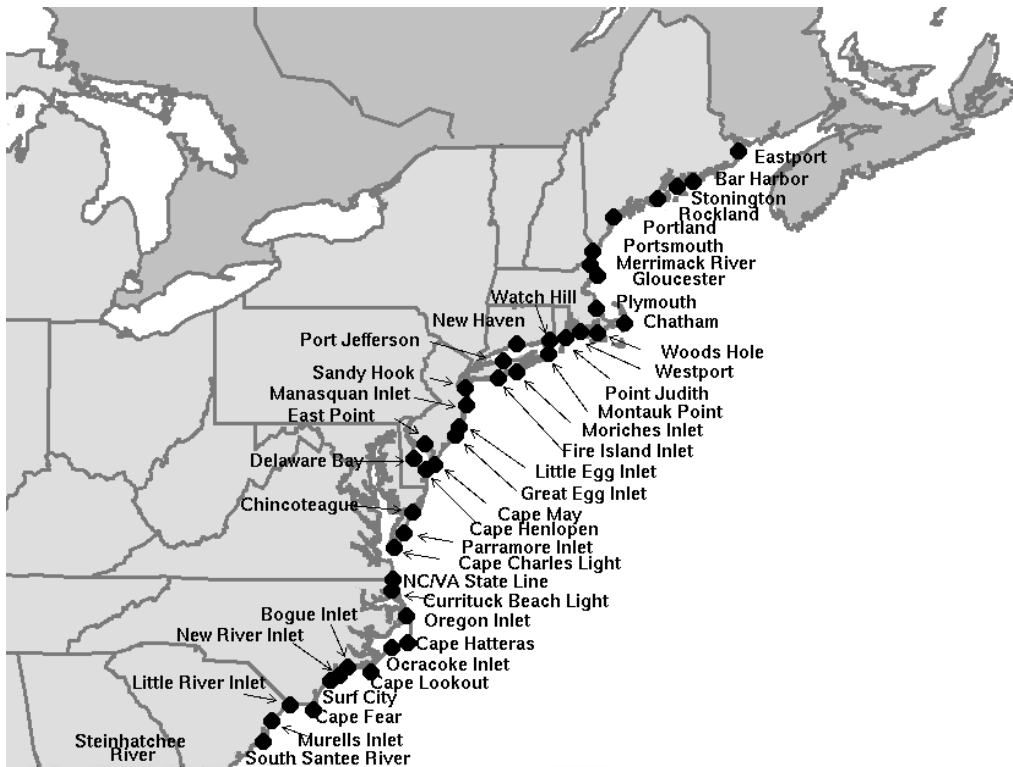 Eastport
Bar Harbor
Stonington
Rockland
Portland
Portsmouth
Merrimack River
Gloucester
Watch Hill
Plymouth
New Haven
Chatham
Port Jefferson
Woods Hole
Westport
Sandy Hook
Point Judith
Manasquan Inlet
Montauk Point
East Point
Moriches Inlet
Fire Island Inlet
Delaware Bay
Little Egg Inlet
Great Egg Inlet
Chincoteague
Cape May
Cape Henlopen
Parramore Inlet
Cape Charles Light
NC/VA State Line
Currituck Beach Light
Bogue Inlet
Oregon Inlet
New River Inlet
Cape Hatteras
Ocracoke Inlet
Little River Inlet
Cape Lookout
Surf City
Cape Fear
Steinhatchee
River
Murells Inlet
South Santee River